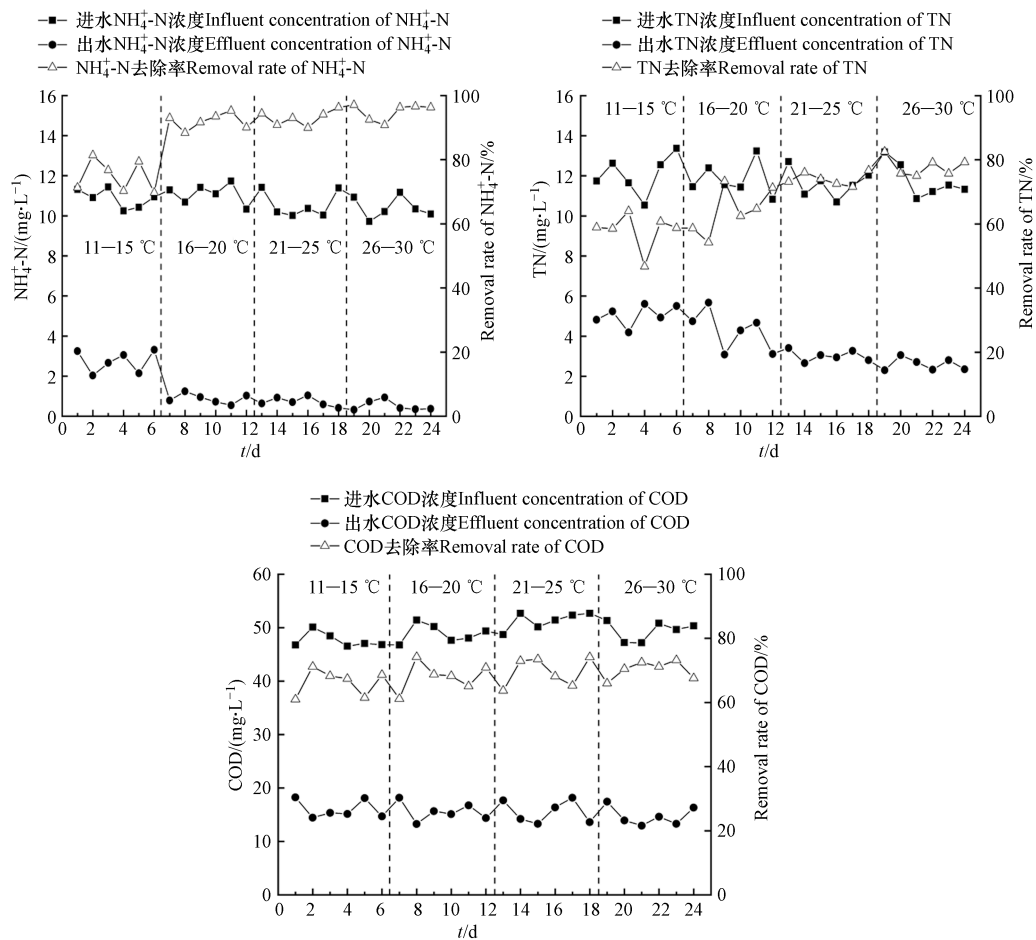 进水NH₄⁺-N浓度Influent concentration of NH₄⁺-N
出水NH₄⁺-N浓度Effluent concentration of NH₄⁺-N
NH₄⁺-N去除率Removal rate of NH₄⁺-N
16
14
12
10
8
6
4
2
0
NH₄⁺-N/(mg·L⁻¹)
11—15 ℃ 16—20 ℃ 21—25 ℃ 26—30 ℃
100
80
60
40
20
0
Removal rate of NH₄⁺-N/%
0 2 4 6 8 10 12 14 16 18 20 22 24
t/d
进水TN浓度Influent concentration of TN
出水TN浓度Effluent concentration of TN
TN去除率Removal rate of TN
16
14
12
10
8
6
4
2
0
TN/(mg·L⁻¹)
11—15 ℃ 16—20 ℃ 21—25 ℃ 26—30 ℃
100
80
60
40
20
0
Removal rate of TN/%
0 2 4 6 8 10 12 14 16 18 20 22 24
t/d
进水COD浓度Influent concentration of COD
出水COD浓度Effluent concentration of COD
COD去除率Removal rate of COD
60
50
40
30
20
10
0
COD/(mg·L⁻¹)
11—15 ℃ 16—20 ℃ 21—25 ℃ 26—30 ℃
100
80
60
40
20
0
Removal rate of COD/%
0 2 4 6 8 10 12 14 16 18 20 22 24
t/d